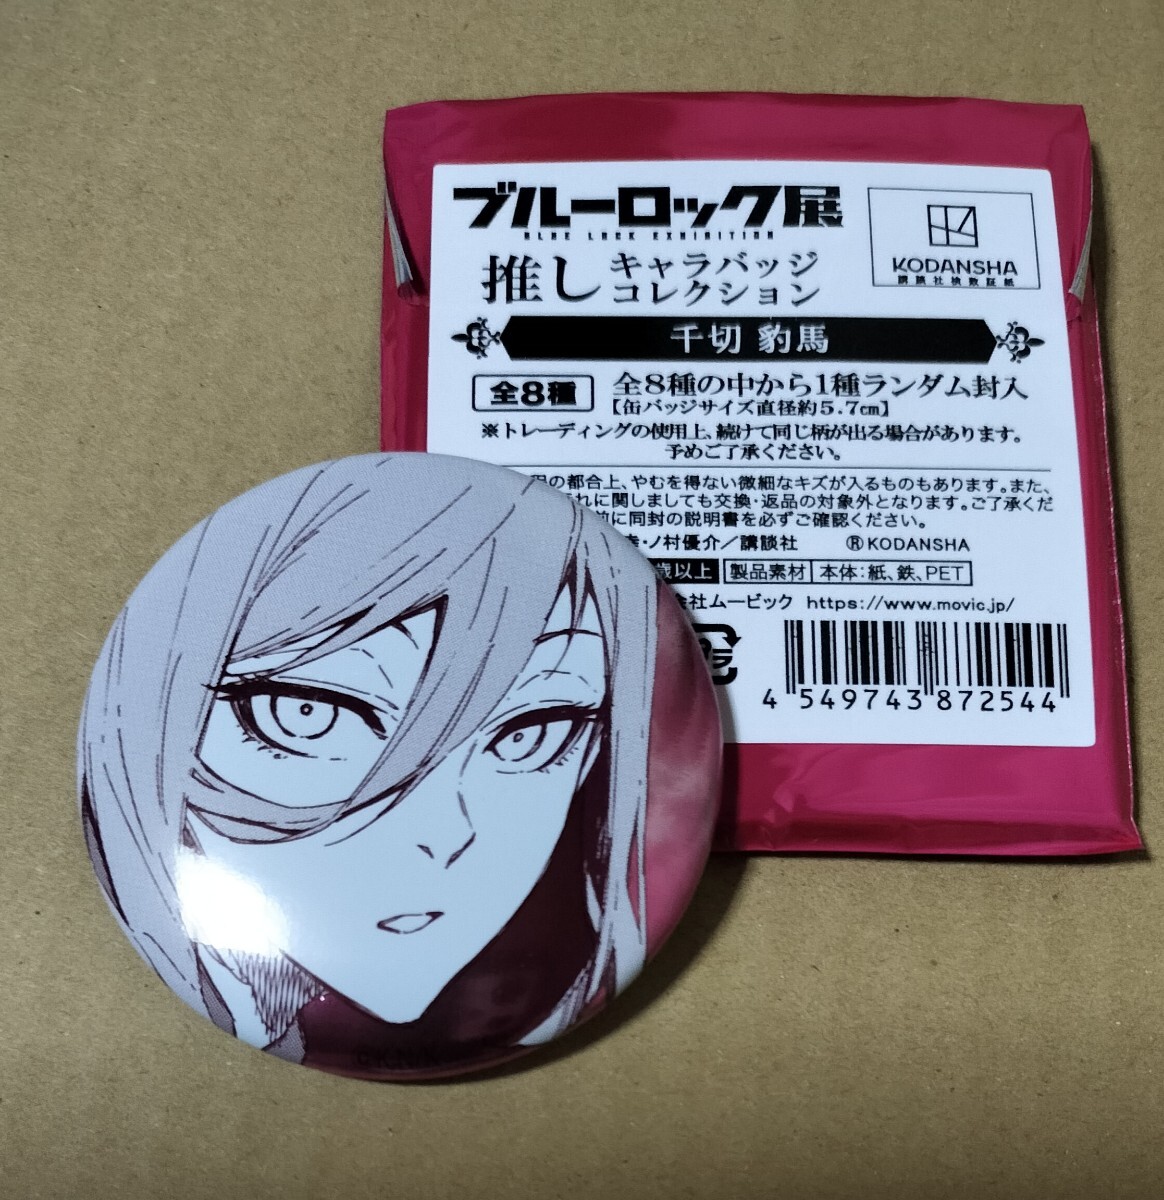 ブルーロック展
BLUE LOCK EXHIBITION
KODANSHA
講談社検数証紙
推しキャラバッジ
コレクション
千切 豹馬
全8種
全8種の中から1種ランダム封入
【缶バッジサイズ直径約5.7cm】
※トレーディングの使用上、続けて同じ柄が出る場合があります。
予めご了承ください。
の都合上、やむを得ない微細なキズが入るものもあります。また、
れに関しましても交換・返品の対象外となります。ご了承くだ
前に同封の説明書を必ずご確認ください。
・ノ村優介／講談社 ®KODANSHA
歳以上 製品素材 本体：紙、鉄、PET
会社ムービック https://www.movic.jp/
プラ
4 549743 872544